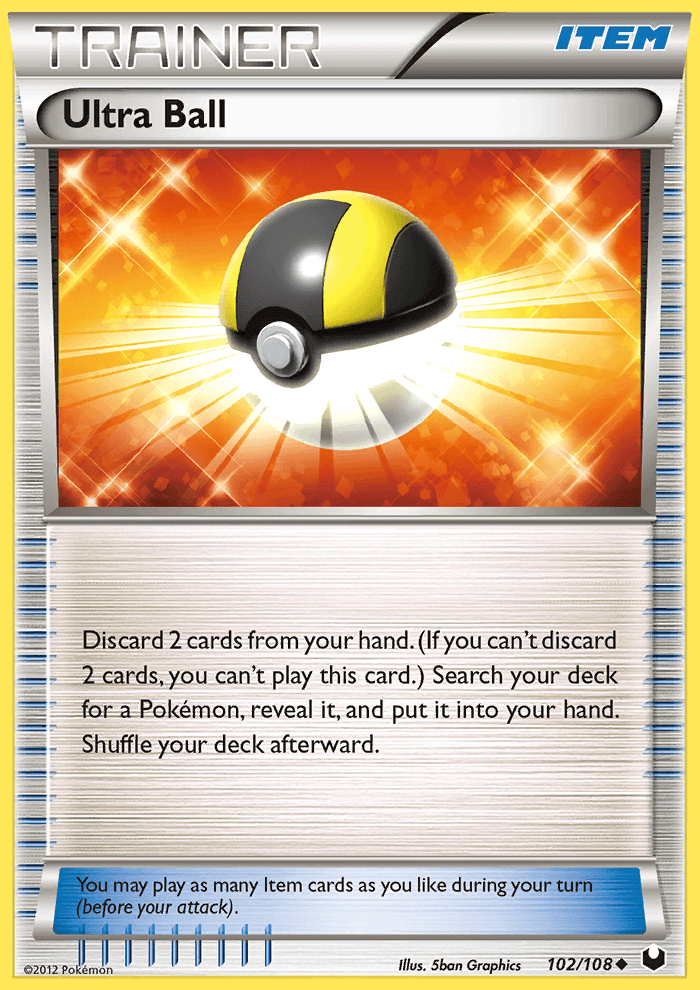 TRAINER
ITEM
Ultra Ball
Discard 2 cards from your hand. (If you can't discard
2 cards, you can't play this card.) Search your deck
for a Pokémon, reveal it, and put it into your hand.
Shuffle your deck afterward.
You may play as many Item cards as you like during your turn
(before your attack).
©2012 Pokémon
Illus. 5ban Graphics
102/108